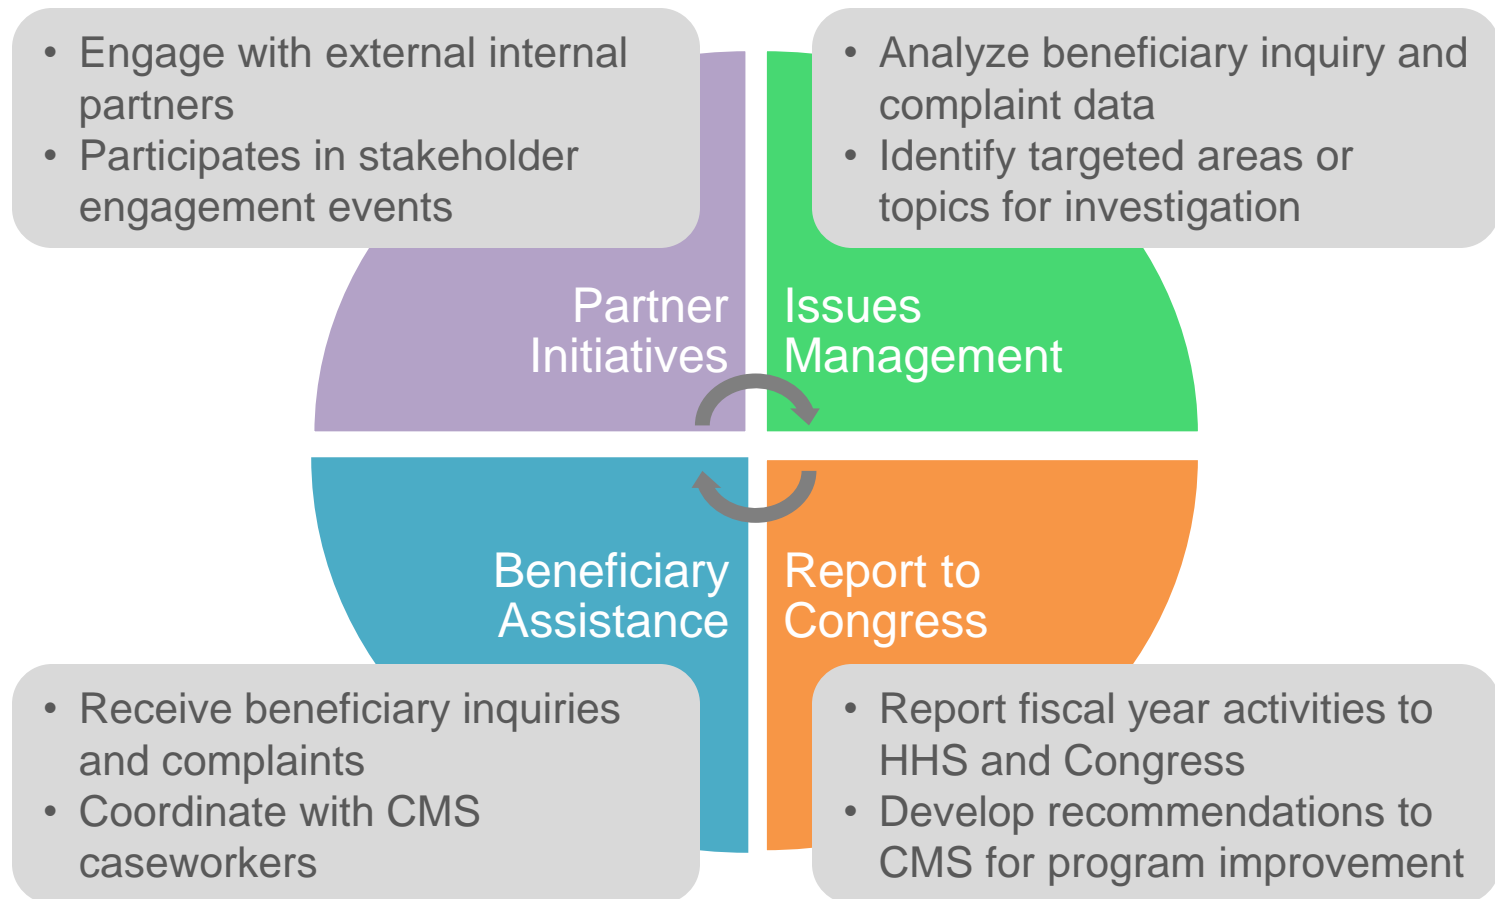 • Engage with external internal
partners
• Participates in stakeholder
engagement events
• Analyze beneficiary inquiry and
complaint data
• Identify targeted areas or
topics for investigation
Partner
Initiatives
Issues
Management
Beneficiary
Assistance
Report to
Congress
• Receive beneficiary inquiries
and complaints
• Coordinate with CMS
caseworkers
• Report fiscal year activities to
HHS and Congress
• Develop recommendations to
CMS for program improvement